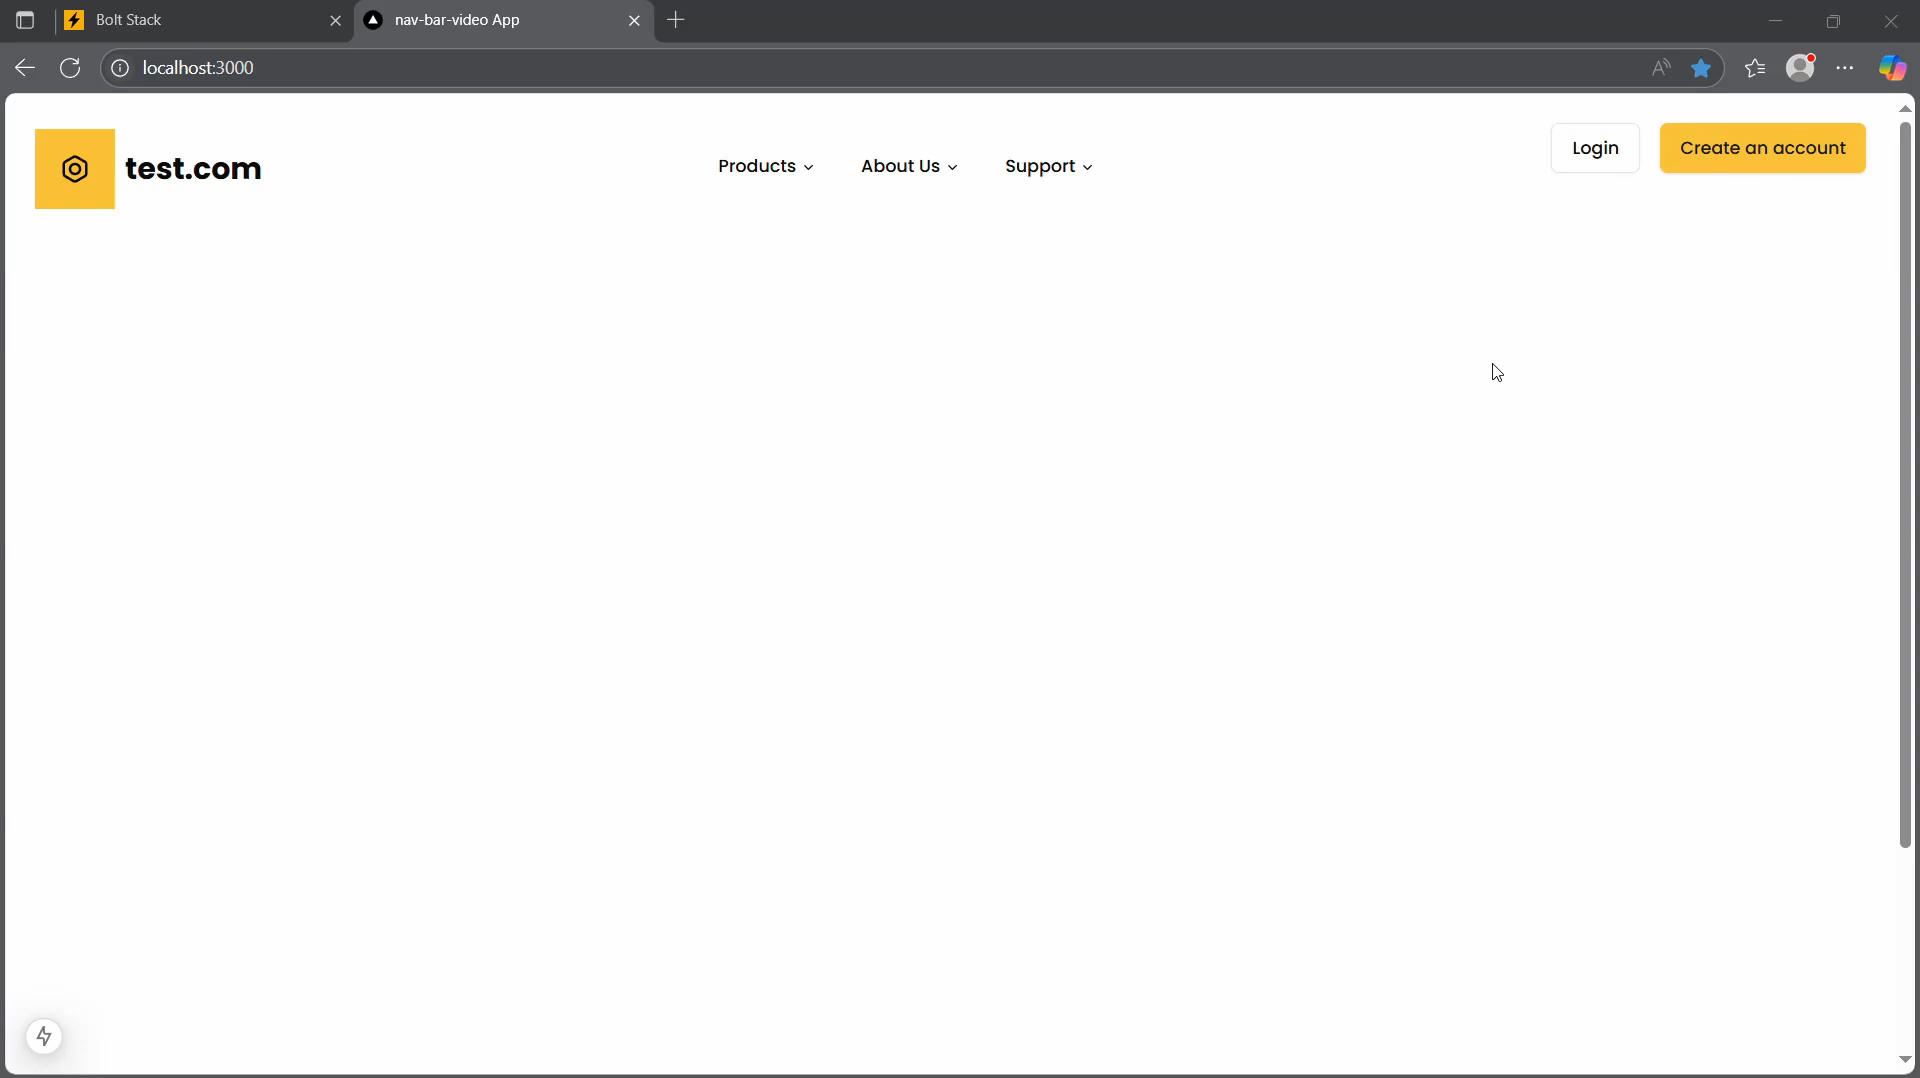 Bolt Stack
nav-bar-video App
localhost:3000
test.com
Products
About Us
Support
Login
Create an account